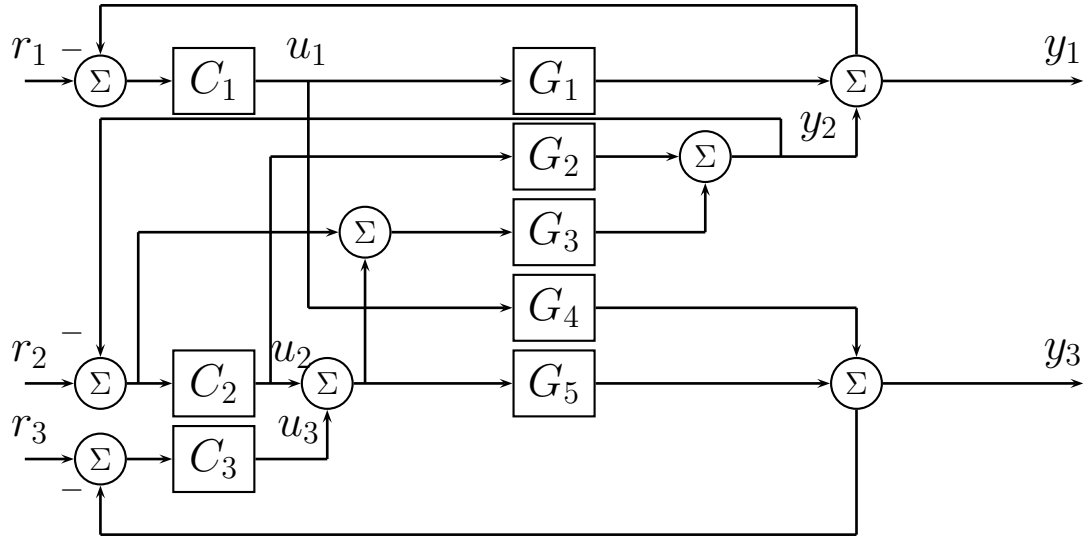 r₁ − Σ C₁ u₁ G₁ Σ y₁
G₂ Σ y₂
Σ G₃
G₄
r₂ − Σ C₂ u₂ Σ G₅ Σ y₃
r₃ − Σ C₃ u₃